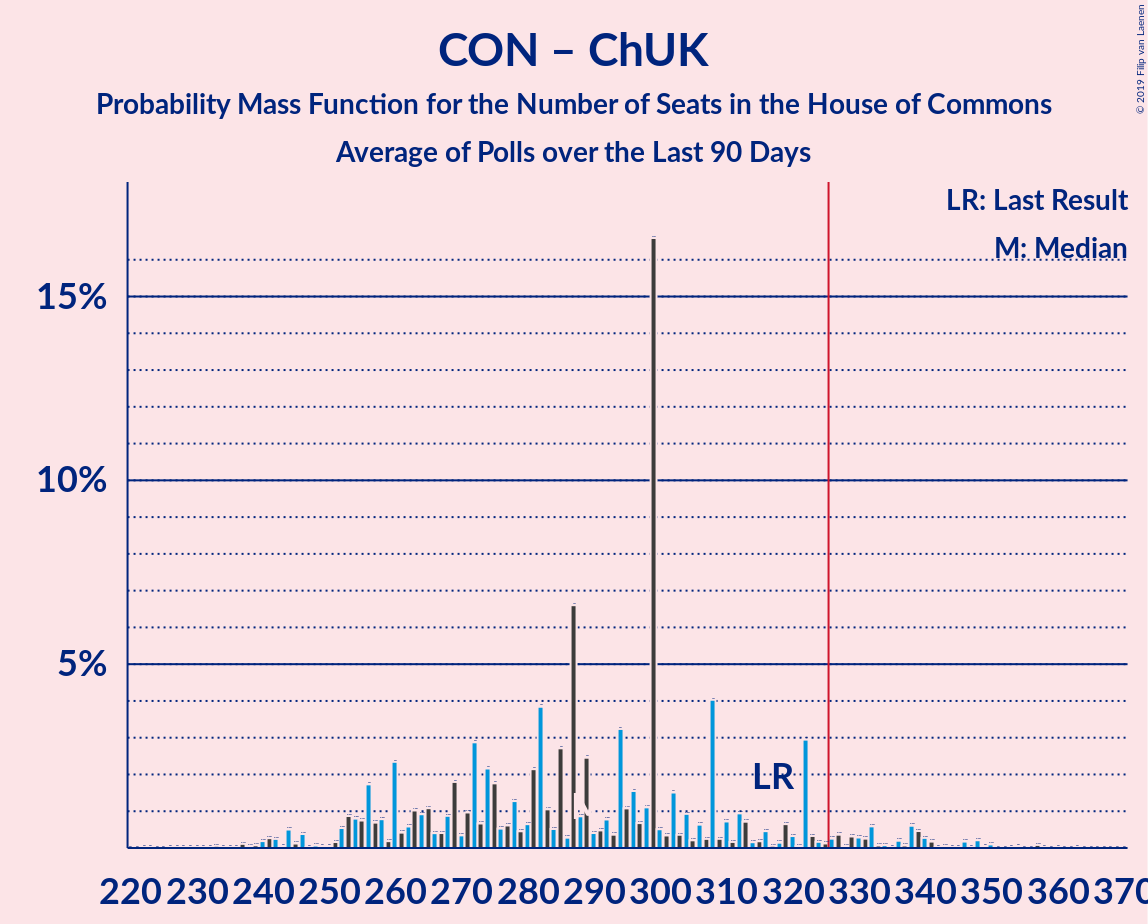 CON – ChUK
Probability Mass Function for the Number of Seats in the House of Commons
Average of Polls over the Last 90 Days
© 2019 Filip van Laenen
LR: Last Result
M: Median
15%
10%
5%
LR
220 230 240 250 260 270 280 290 300 310 320 330 340 350 360 370